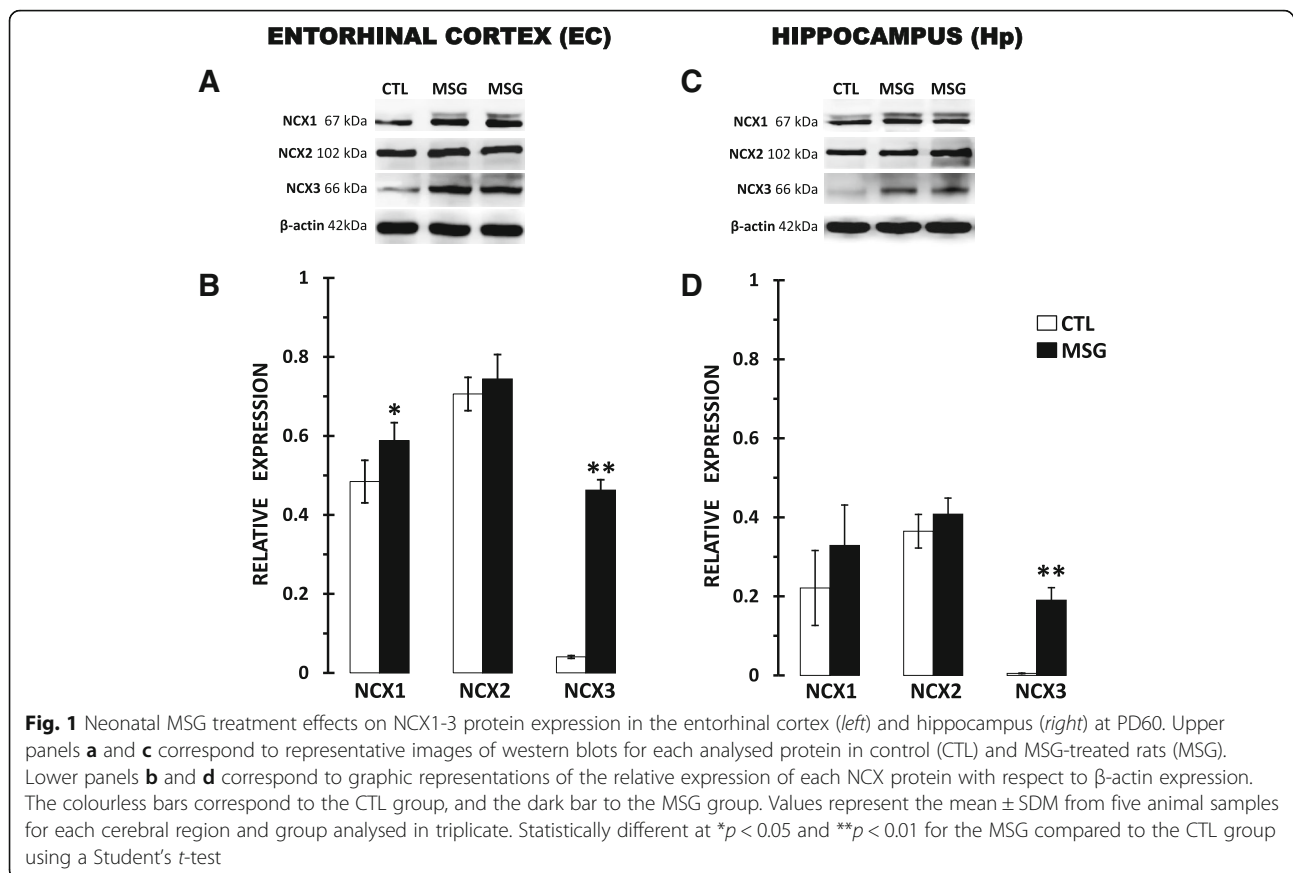 ENTORHINAL CORTEX (EC)
HIPPOCAMPUS (Hp)
A
CTL MSG MSG
NCX1 67 kDa
NCX2 102 kDa
NCX3 66 kDa
β-actin 42kDa
C
CTL MSG MSG
NCX1 67 kDa
NCX2 102 kDa
NCX3 66 kDa
β-actin 42kDa
B
RELATIVE EXPRESSION
1
0.8
0.6
0.4
0.2
0
*
**
NCX1 NCX2 NCX3
D
RELATIVE EXPRESSION
1
0.8
0.6
0.4
0.2
0
**
NCX1 NCX2 NCX3
CTL
MSG
Fig. 1 Neonatal MSG treatment effects on NCX1-3 protein expression in the entorhinal cortex (left) and hippocampus (right) at PD60. Upper
panels a and c correspond to representative images of western blots for each analysed protein in control (CTL) and MSG-treated rats (MSG).
Lower panels b and d correspond to graphic representations of the relative expression of each NCX protein with respect to β-actin expression.
The colourless bars correspond to the CTL group, and the dark bar to the MSG group. Values represent the mean ± SDM from five animal samples
for each cerebral region and group analysed in triplicate. Statistically different at *p < 0.05 and **p < 0.01 for the MSG compared to the CTL group
using a Student's t-test